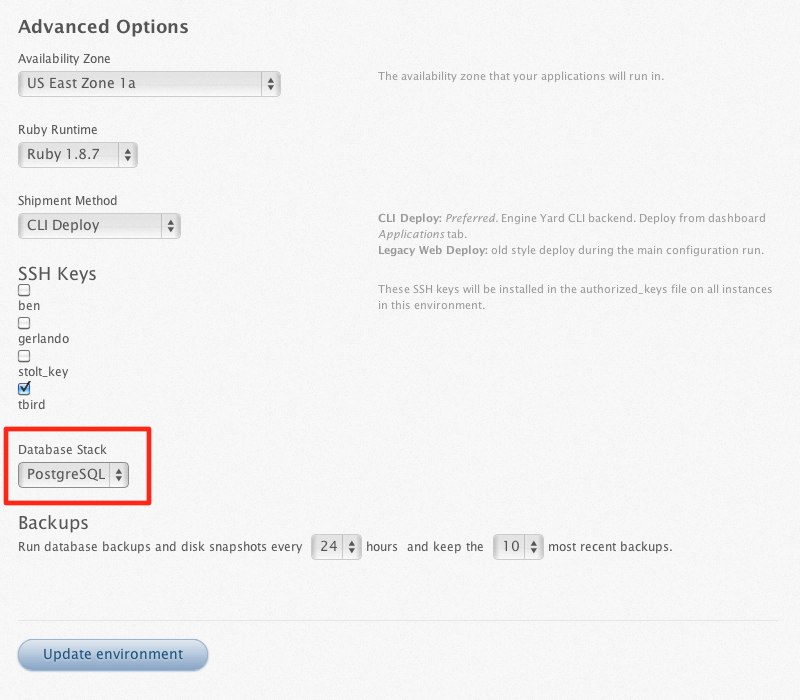 Advanced Options
Availability Zone
US East Zone 1a
The availability zone that your applications will run in.
Ruby Runtime
Ruby 1.8.7
Shipment Method
CLI Deploy
CLI Deploy: Preferred. Engine Yard CLI backend. Deploy from dashboard
Applications tab.
Legacy Web Deploy: old style deploy during the main configuration run.
SSH Keys
These SSH keys will be installed in the authorized_keys file on all instances
in this environment.
ben
gerlando
stolt_key
tbird
Database Stack
PostgreSQL
Backups
Run database backups and disk snapshots every 24 hours and keep the 10 most recent backups.
Update environment